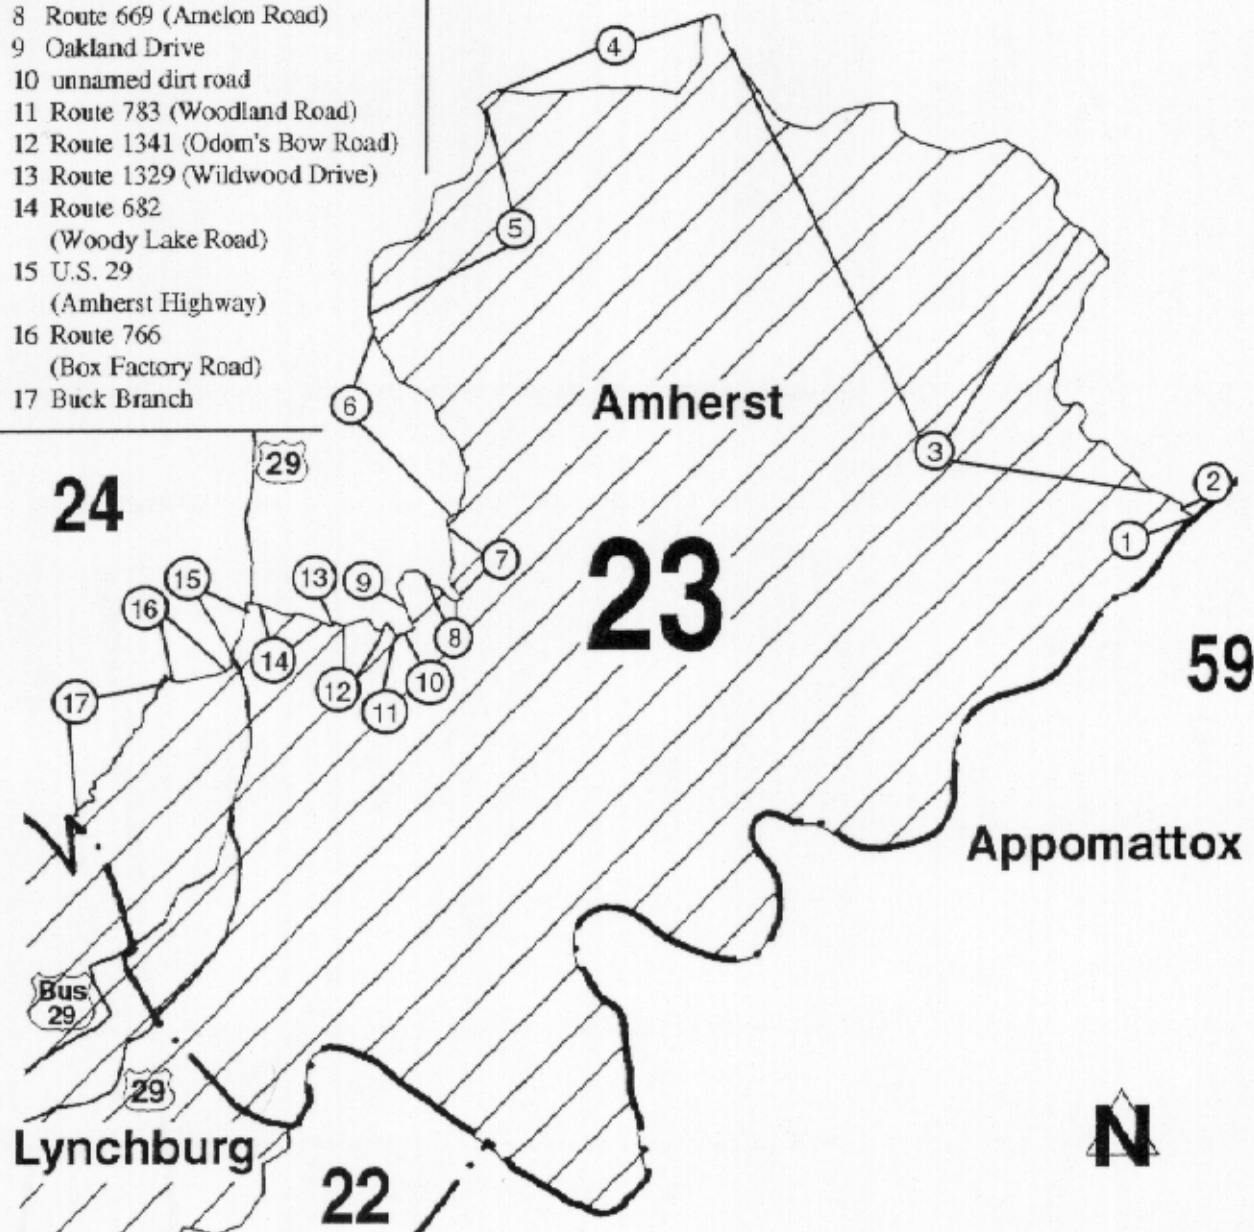 8 Route 669 (Amelon Road)
9 Oakland Drive
10 unnamed dirt road
11 Route 783 (Woodland Road)
12 Route 1341 (Odom's Bow Road)
13 Route 1329 (Wildwood Drive)
14 Route 682
(Woody Lake Road)
15 U.S. 29
(Amherst Highway)
16 Route 766
(Box Factory Road)
17 Buck Branch
4
5
6
Amherst
3
2
1
29
24
7
23
15
13
9
16
8
59
14
12
10
11
17
Appomattox
Bus
29
29
N
Lynchburg
22